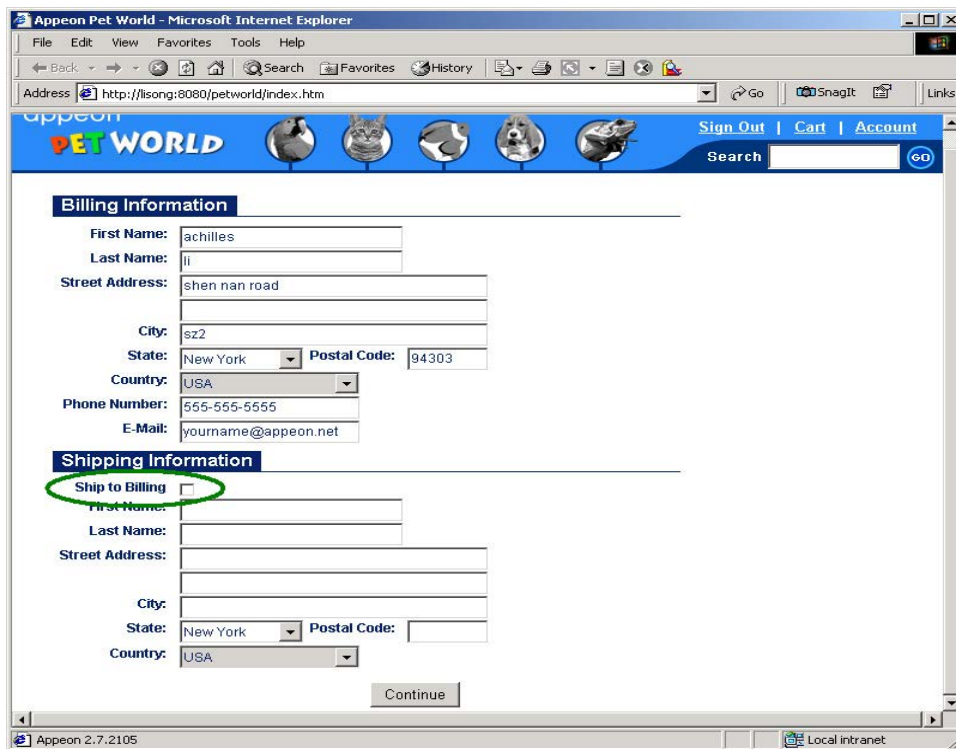 Appeon Pet World - Microsoft Internet Explorer
File Edit View Favorites Tools Help
Back Search Favorites History
Address http://lisong:8080/petworld/index.htm Go SnagIt Links
appeon
PET WORLD
Sign Out | Cart | Account
Search GO
Billing Information
First Name: achilles
Last Name: li
Street Address: shen nan road
City: sz2
State: New York Postal Code: 94303
Country: USA
Phone Number: 555-555-5555
E-Mail: yourname@appeon.net
Shipping Information
Ship to Billing
First Name:
Last Name:
Street Address:
City:
State: New York Postal Code:
Country: USA
Continue
Appeon 2.7.2105 Local intranet